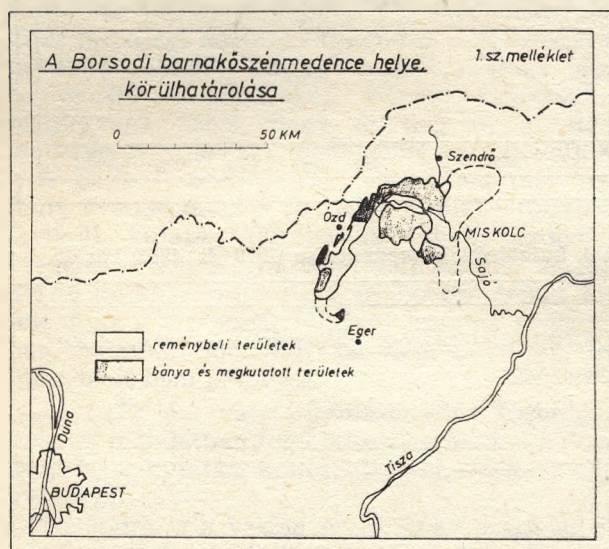 A Borsodi barnakőszénmedence helye,
körülhatárolása
1.sz. melléklet
0
50 KM
Szendrő
Ózd
MISKOLC
Sajó
Eger
reménybeli területek
bánya és megkutatott területek
Duna
BUDAPEST
Tisza